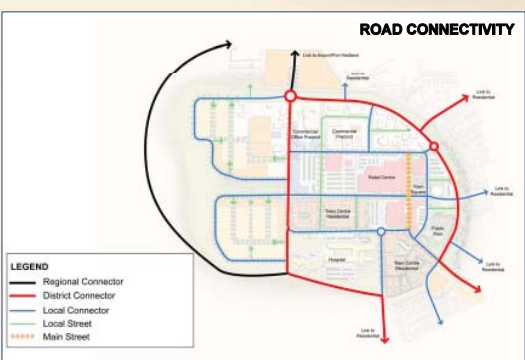 ROAD CONNECTIVITY
Link to Airport/Port Hedland
Link to
Residential
Link to
Residential
Commercial
Office Precinct
Commercial
Precinct
Retail Centre
Town
Square
Link to
Residential
Town Centre
Residential
Public
Park
Hospital
Town Centre
Residential
Link to
Residential
Link to
Residential
LEGEND
Regional Connector
District Connector
Local Connector
Local Street
Main Street